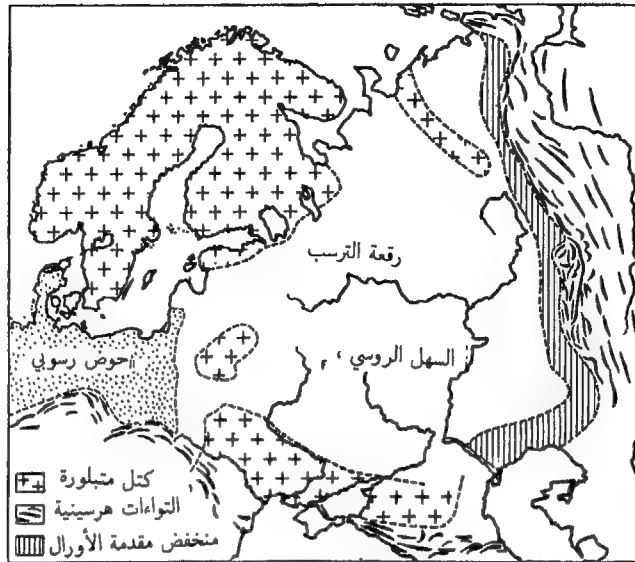 رقعة الترسب
السهل الروسي
حوض رسوبي
كتل متبلورة
التواءات هرسينية
منخفض مقدمة الأورال